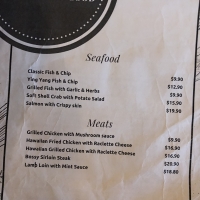 Seafood
Classic Fish & Chip $9.90
Ying Yang Fish & Chip $12.90
Grilled Fish with Garlic & Herbs $9.90
Soft Shell Crab with Potato Salad $15.90
Salmon with Crispy skin $19.90
Meats
Grilled Chicken with Mushroom sauce $9.90
Hawaiian Fried Chicken with Raclette Cheese $16.90
Hawaiian Grilled Chicken with Raclette Cheese $16.90
Rossy Sirloin Steak $20.90
Lamb Loin with Mint Sauce $18.80